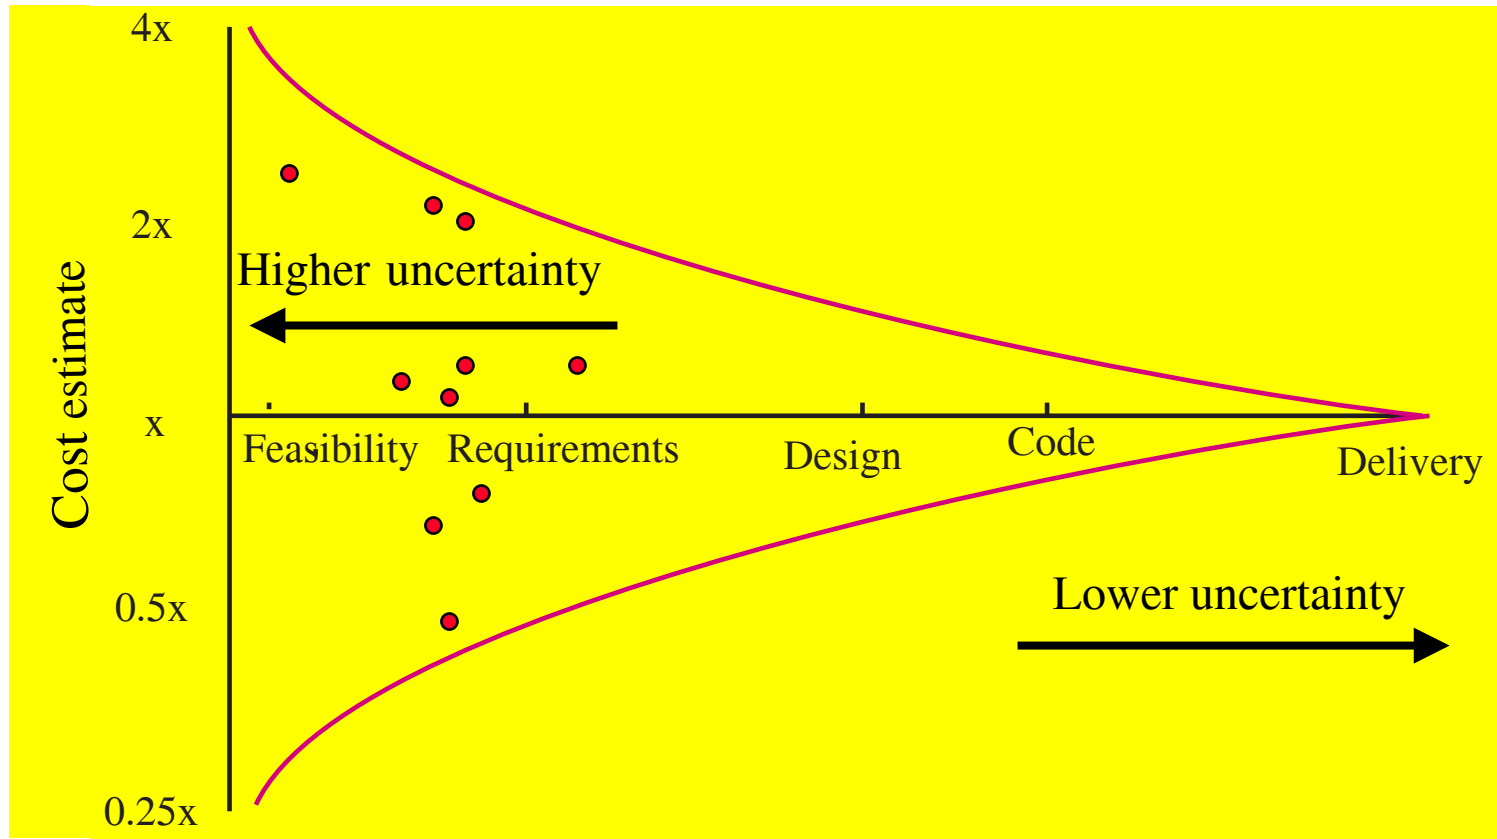 4x
2x
Higher uncertainty
Cost estimate
x
Feasibility
Requirements
Design
Code
Delivery
0.5x
Lower uncertainty
0.25x